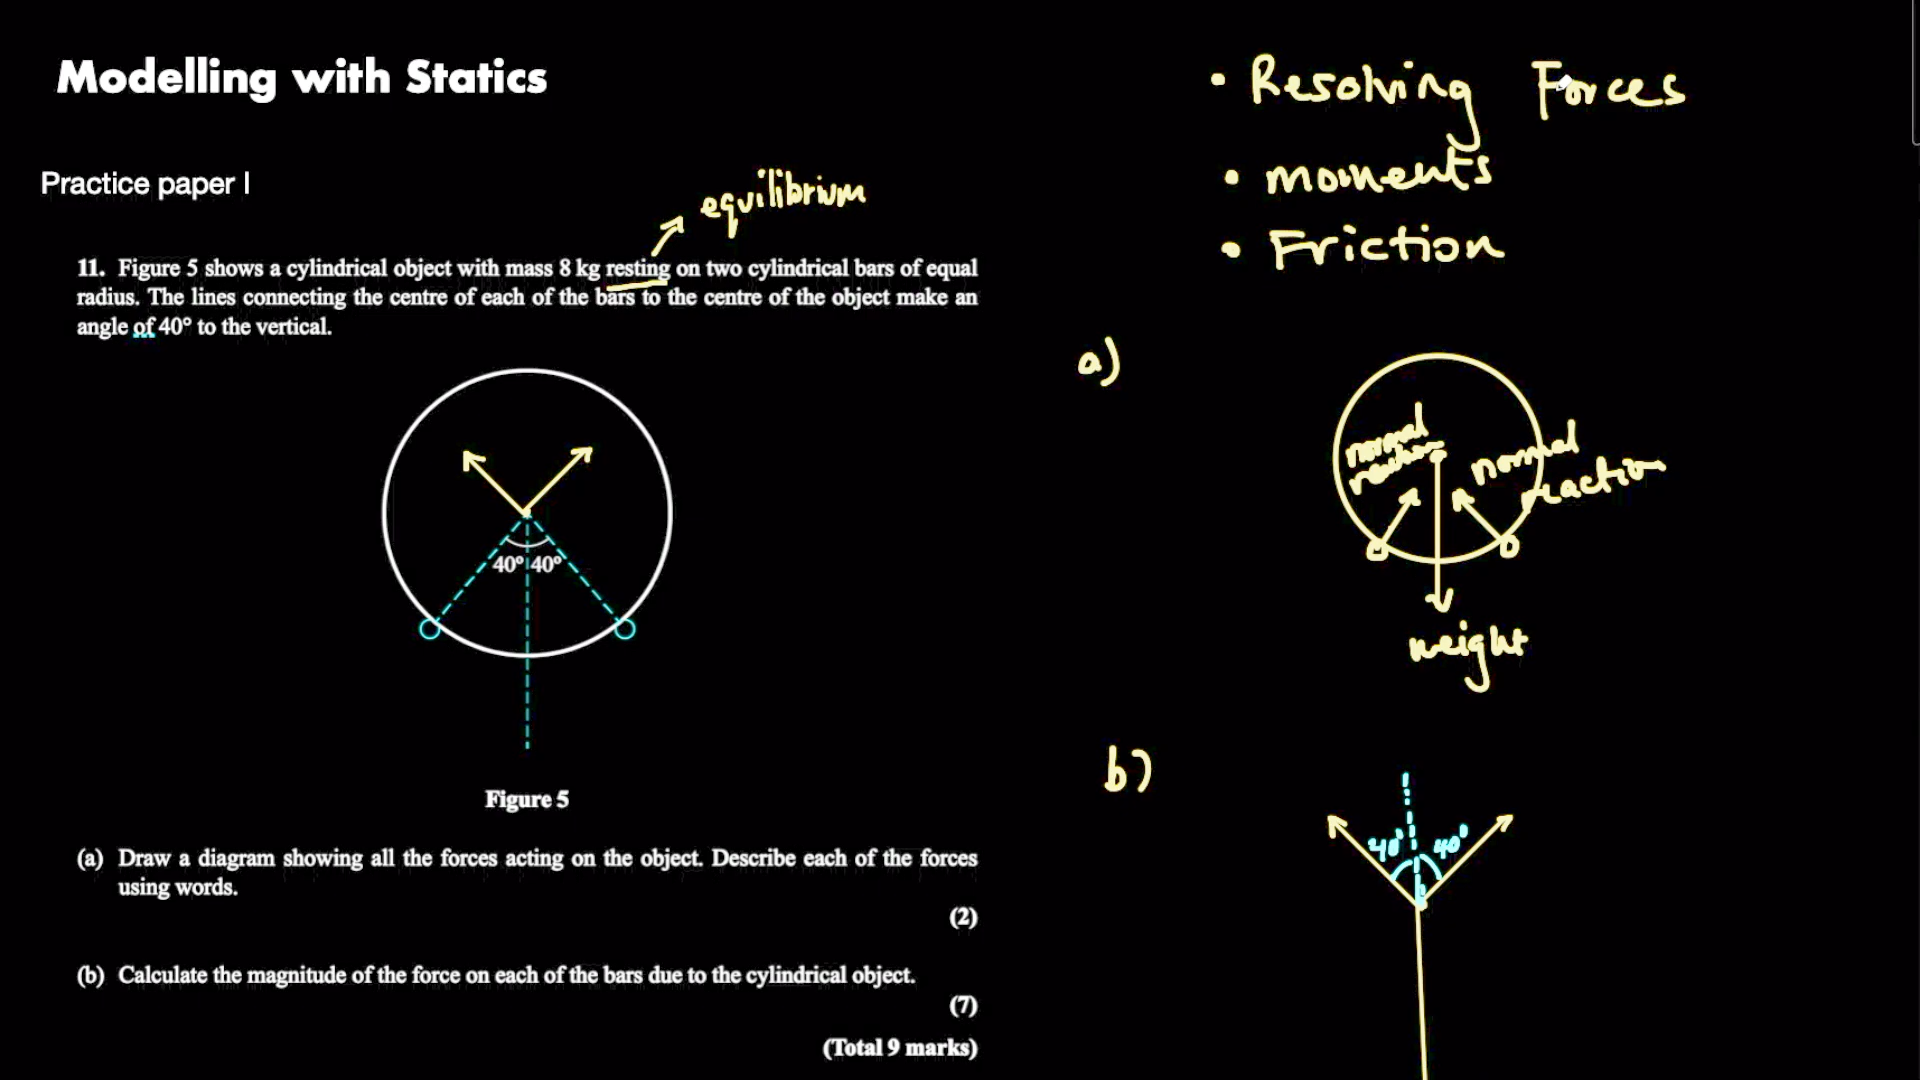 Modelling with Statics
Practice paper I
equilibrium
11. Figure 5 shows a cylindrical object with mass 8 kg resting on two cylindrical bars of equal
radius. The lines connecting the centre of each of the bars to the centre of the object make an
angle of 40° to the vertical.
40° 40°
Figure 5
(a) Draw a diagram showing all the forces acting on the object. Describe each of the forces
using words.
(2)
(b) Calculate the magnitude of the force on each of the bars due to the cylindrical object.
(7)
(Total 9 marks)
• Resolving Forces
• moments
• Friction
a)
normal
reaction
normal
reaction
weight
b)
40° 40°